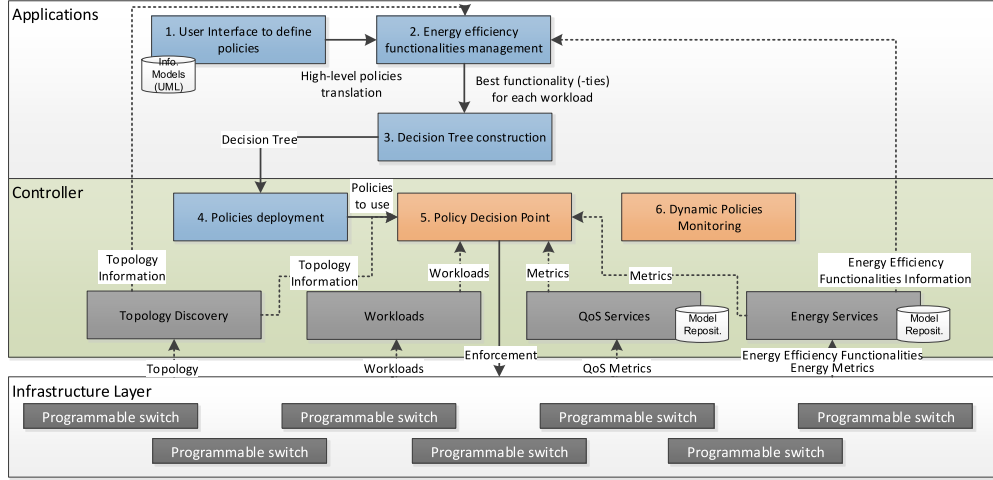 Applications
1. User Interface to define
policies
2. Energy efficiency
functionalities management
Info.
Models
(UML)
High-level policies
translation
Best functionality (-ties)
for each workload
3. Decision Tree construction
Decision Tree
Controller
Policies
to use
4. Policies deployment
5. Policy Decision Point
6. Dynamic Policies
Monitoring
Topology
Information
Topology
Information
Workloads
Metrics
Metrics
Energy Efficiency
Functionalities Information
Topology Discovery
Workloads
QoS Services
Model
Reposit.
Energy Services
Model
Reposit.
Enforcement
Energy Efficiency Functionalities
Energy Metrics
Topology
Workloads
QoS Metrics
Infrastructure Layer
Programmable switch
Programmable switch
Programmable switch
Programmable switch
Programmable switch
Programmable switch
Programmable switch